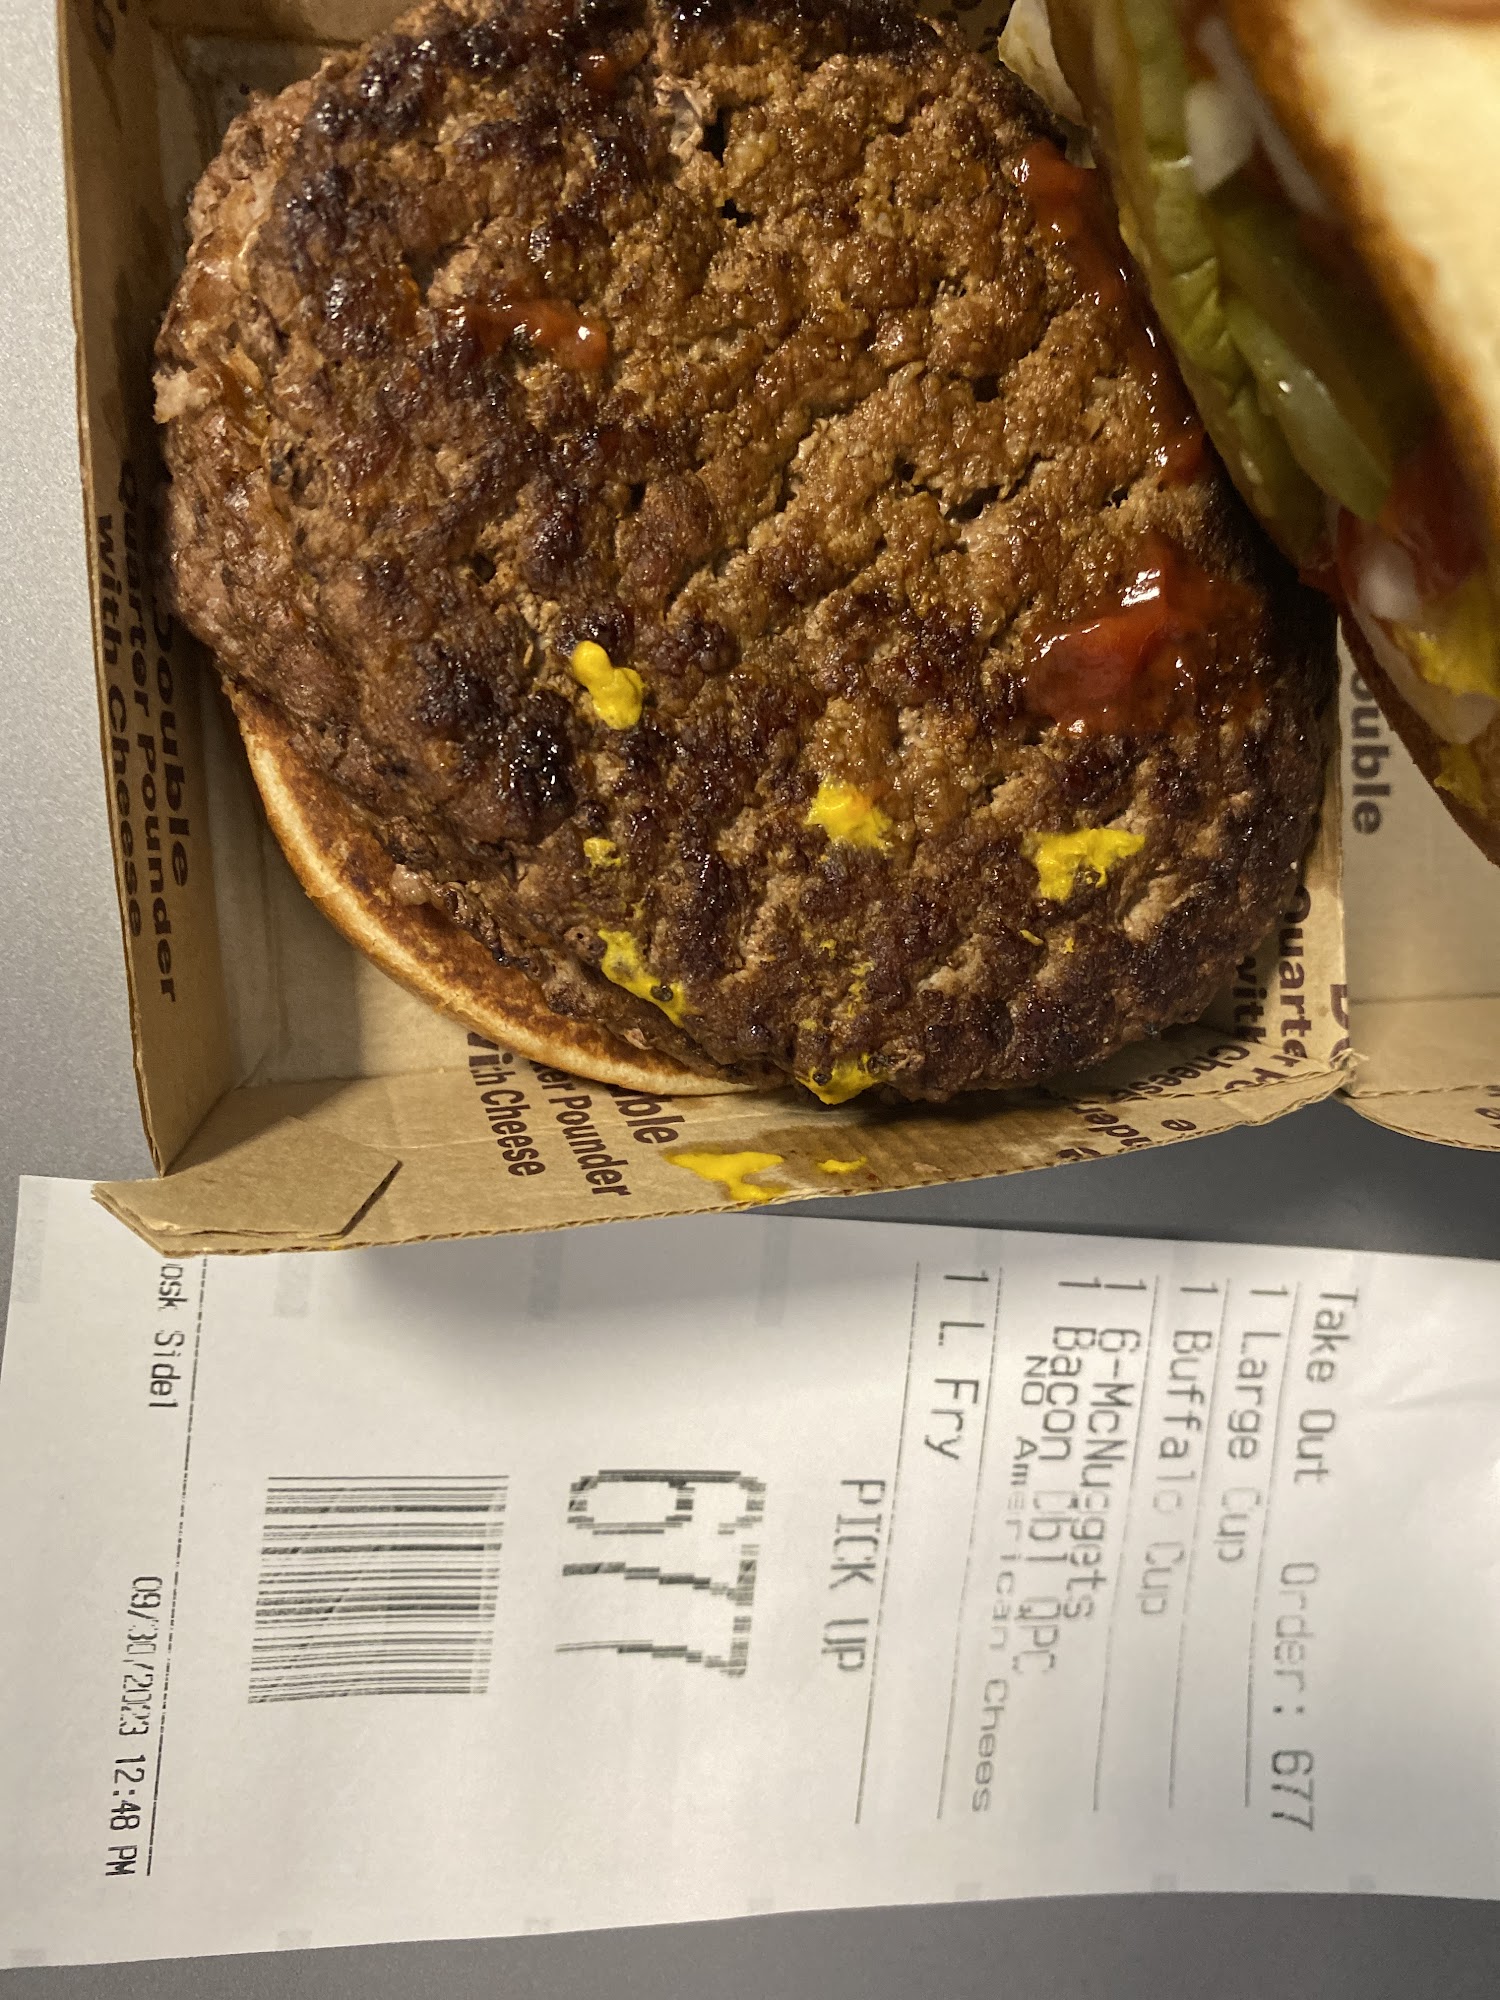 Double
Quarter Pounder
with Cheese
Quarter Pounder
with Cheese
Double
Take Out Order: 677
1 Large Cup
1 Buffalo Cup
1 6-McNuggets
1 Bacon Dbl QPC
NO American Chees
1 L Fry
PICK UP
677
09/30/2023 12:48 PM